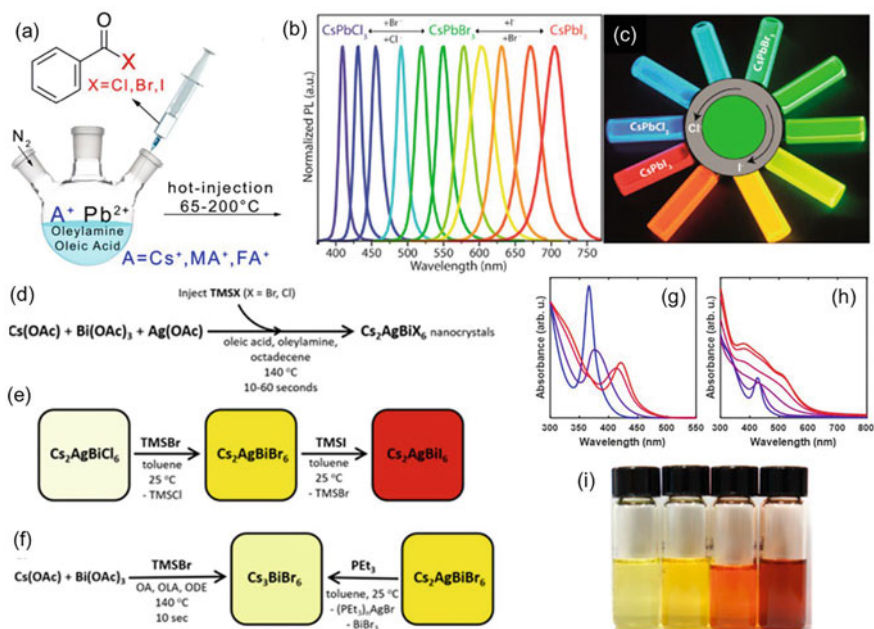 (a)
O
X
X=Cl,Br,I
N₂
A⁺ Pb²⁺
Oleylamine
Oleic Acid
hot-injection
65-200°C
A=Cs⁺,MA⁺,FA⁺
(b)
CsPbCl₃ +Br⁻ +Cl⁻ CsPbBr₃ +I⁻ +Br⁻ CsPbI₃
Normalized PL (a.u.)
400 450 500 550 600 650 700 750
Wavelength (nm)
(c)
CsPbBr₃
CsPbCl₃
CsPbI₃
Cl⁻
I⁻
(d)
Inject TMSX (X = Br, Cl)
Cs(OAc) + Bi(OAc)₃ + Ag(OAc)
oleic acid, oleylamine,
octadecene
140 °C
10-60 seconds
Cs₂AgBiX₆ nanocrystals
(e)
Cs₂AgBiCl₆
TMSBr
toluene
25 °C
- TMSCl
Cs₂AgBiBr₆
TMSI
toluene
25 °C
- TMSBr
Cs₂AgBiI₆
(f)
Cs(OAc) + Bi(OAc)₃
TMSBr
OA, OLA, ODE
140 °C
10 sec
Cs₃BiBr₆
PEt₃
toluene, 25 °C
- (PEt₃)ₙAgBr
- BiBr₃
Cs₂AgBiBr₆
(g)
Absorbance (arb. u.)
300 350 400 450 500 550
Wavelength (nm)
(h)
Absorbance (arb. u.)
300 400 500 600 700 800
Wavelength (nm)
(i)